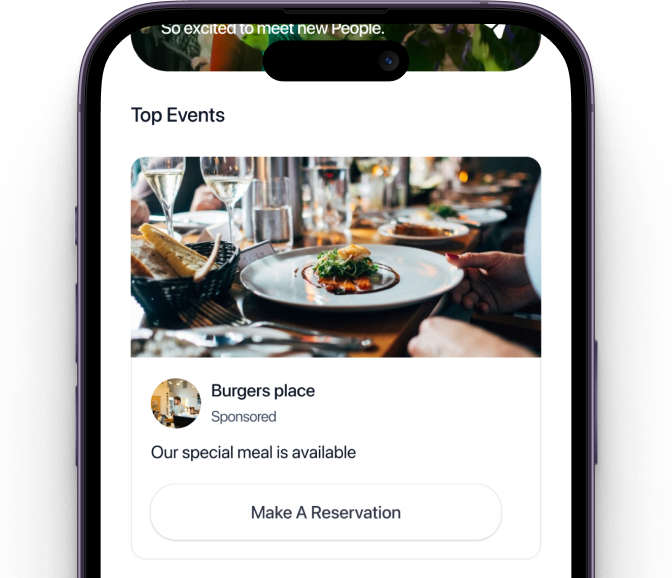 So excited to meet new People.
Top Events
Burgers place
Sponsored
Our special meal is available
Make A Reservation